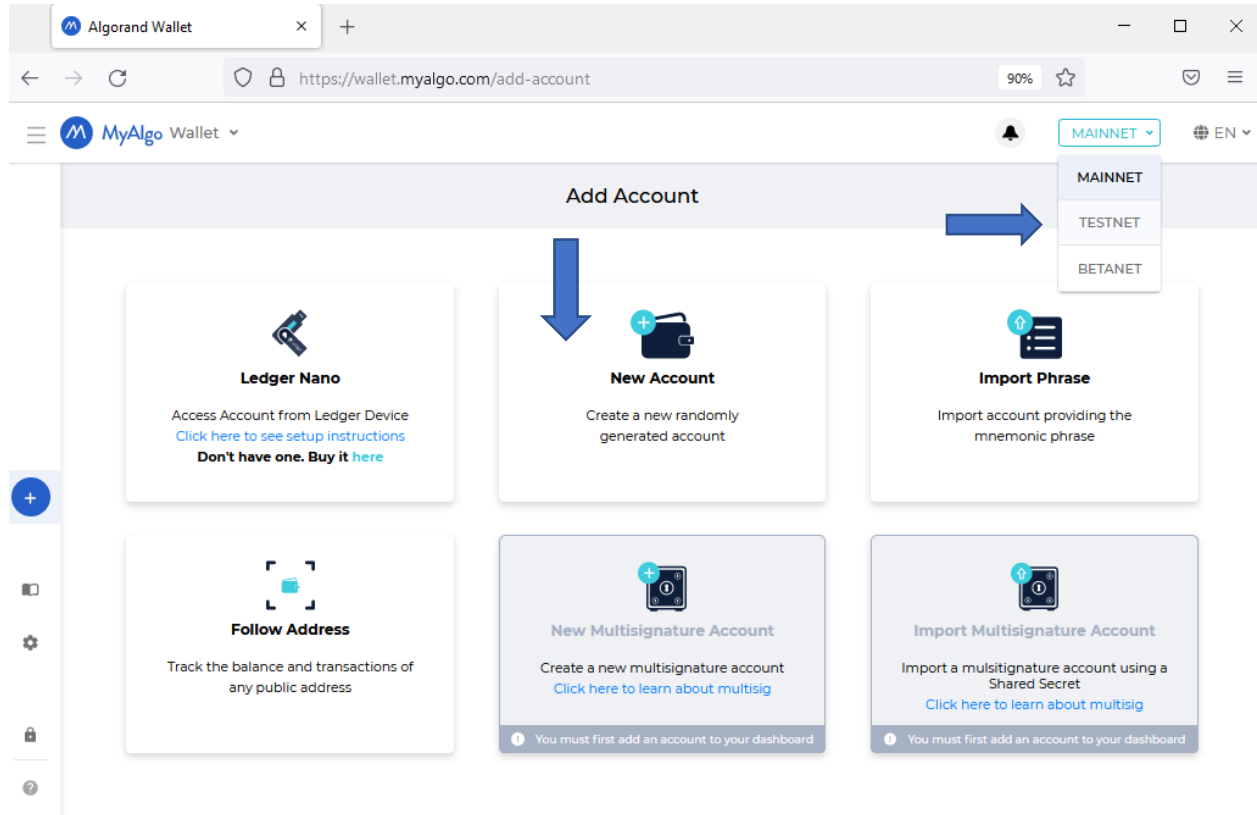 Algorand Wallet
https://wallet.myalgo.com/add-account
90%
MyAlgo Wallet
MAINNET
EN
MAINNET
TESTNET
BETANET
Add Account
Ledger Nano
Access Account from Ledger Device
Click here to see setup instructions
Don't have one. Buy it here
New Account
Create a new randomly
generated account
Import Phrase
Import account providing the
mnemonic phrase
Follow Address
Track the balance and transactions of
any public address
New Multisignature Account
Create a new multisignature account
Click here to learn about multisig
You must first add an account to your dashboard
Import Multisignature Account
Import a mulsitignature account using a
Shared Secret
Click here to learn about multisig
You must first add an account to your dashboard